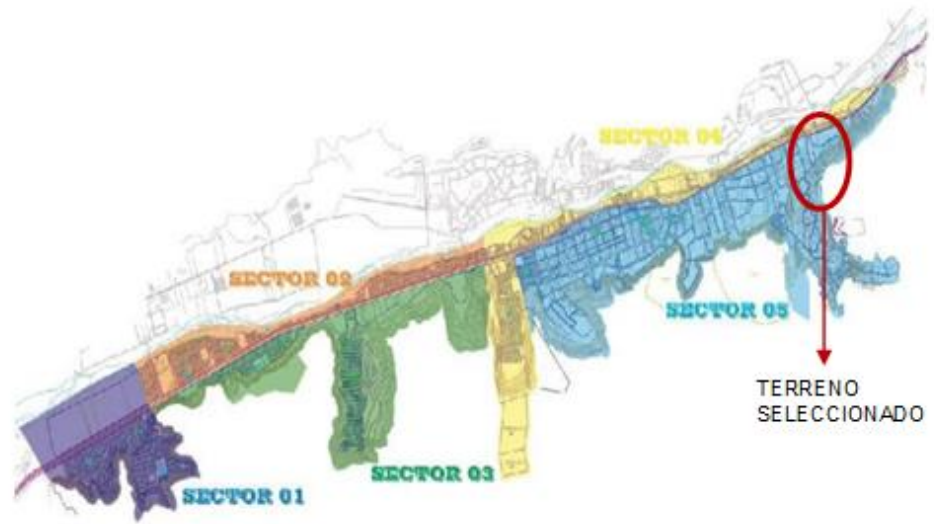 SECTOR 04
SECTOR 02
SECTOR 05
TERRENO
SELECCIONADO
SECTOR 03
SECTOR 01